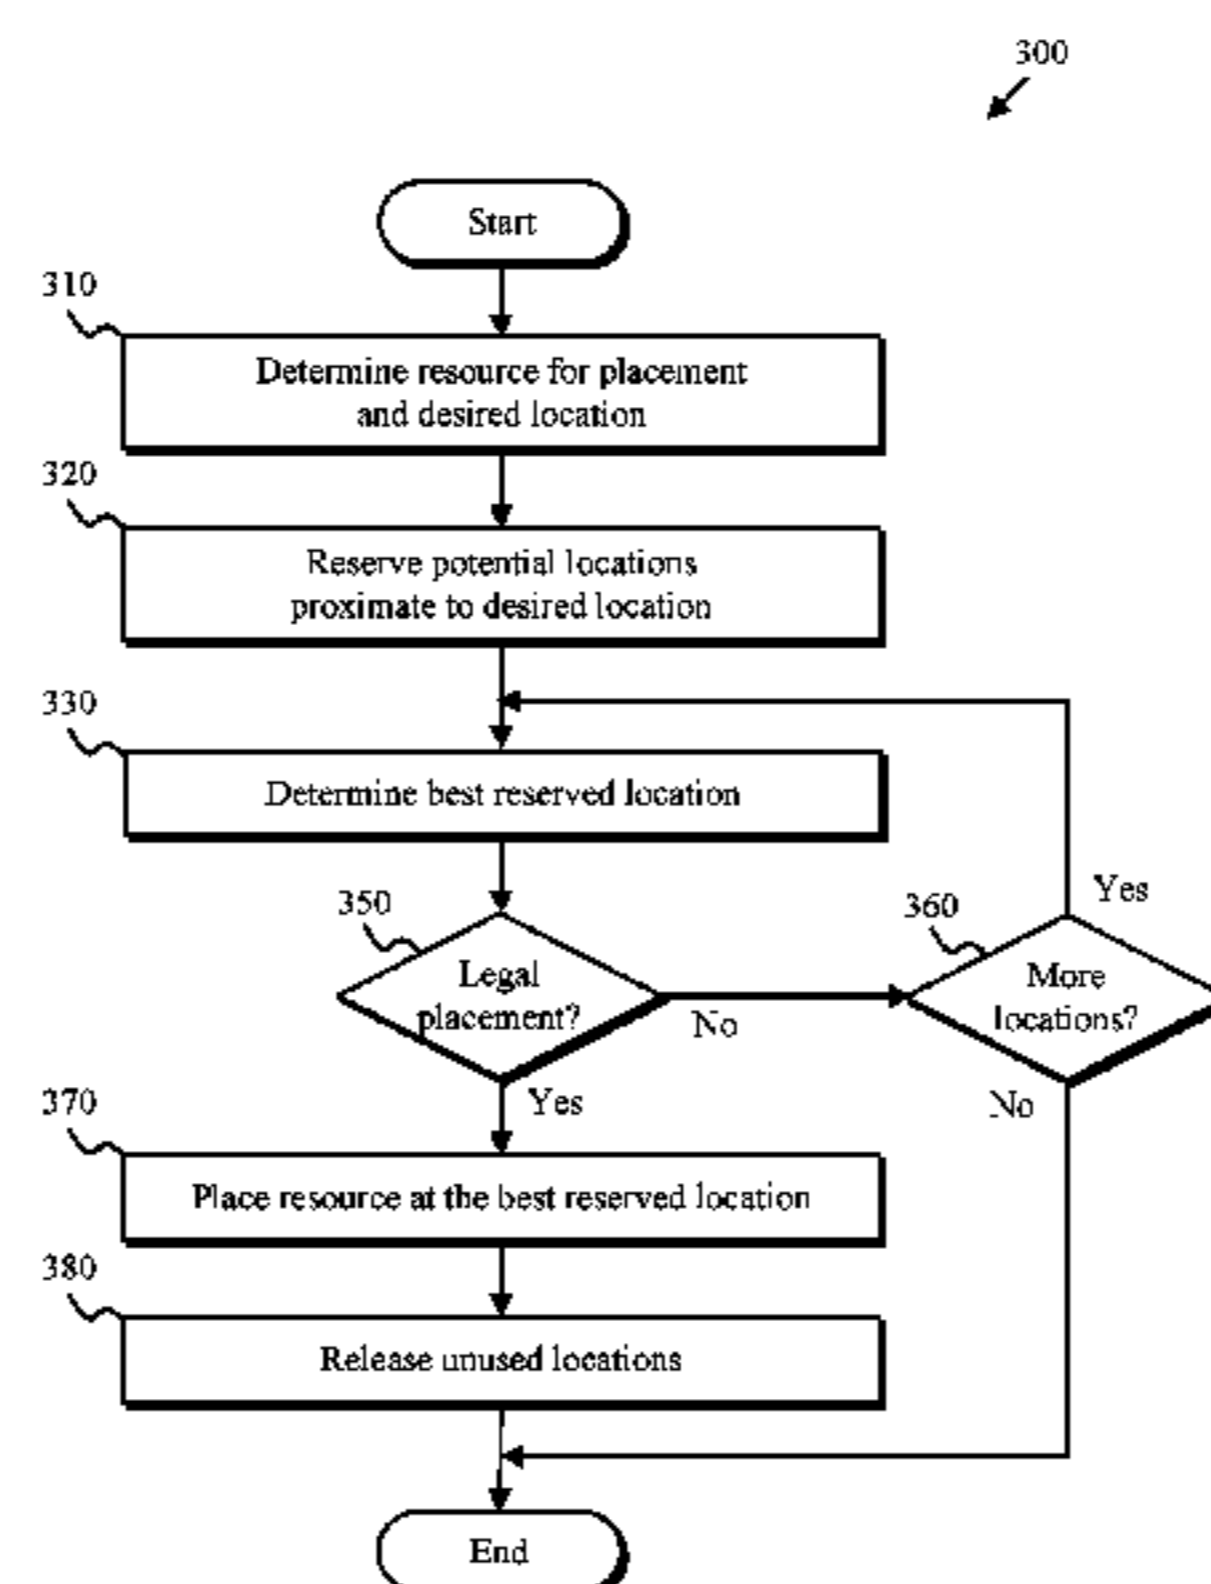 300
Start
310
Determine resource for placement
and desired location
320
Reserve potential locations
proximate to desired location
330
Determine best reserved location
350
Legal
placement?
No
Yes
360
More
locations?
Yes
No
370
Place resource at the best reserved location
380
Release unused locations
End